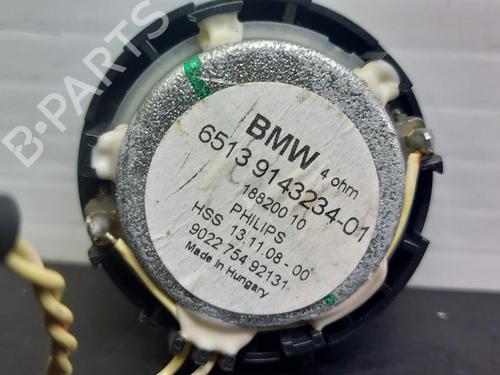 B-PARTS
BMW 4 ohm
6513 9143234-01
188200 10
PHILIPS
HSS 13.11.08-00
9022 754 92131
Made in Hungary